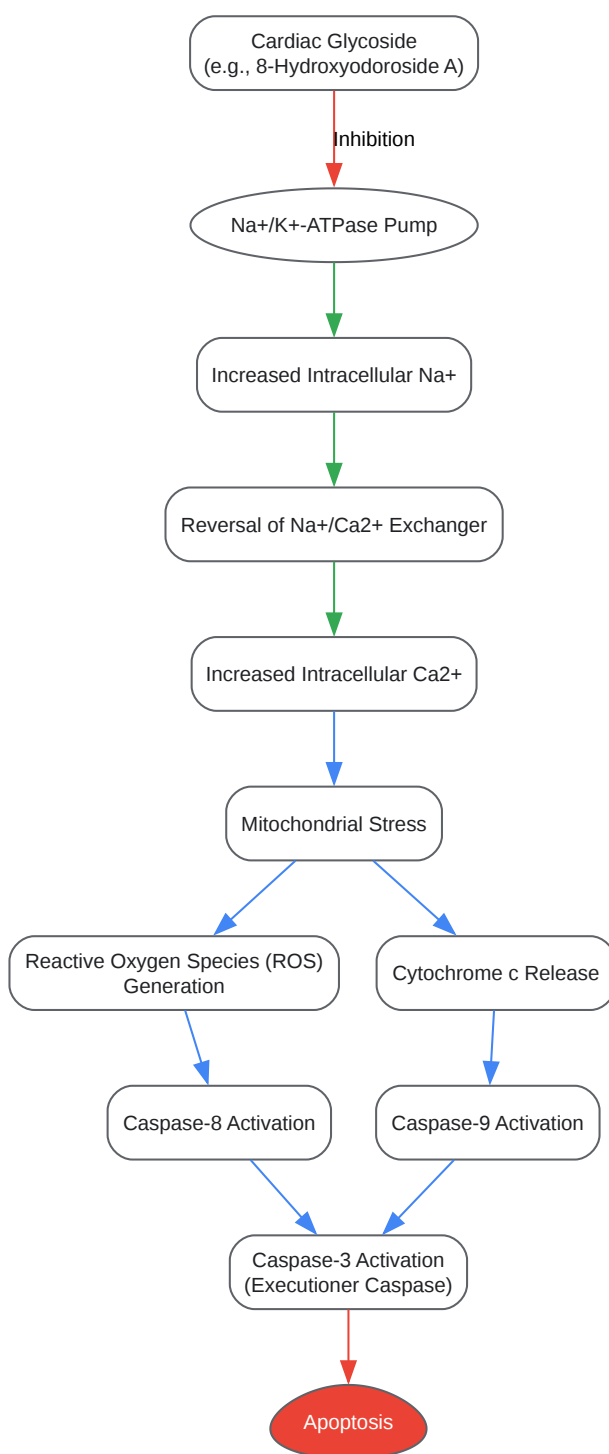 Cardiac Glycoside
(e.g., 8-Hydroxyodoroside A)
Inhibition
Na+/K+-ATPase Pump
Increased Intracellular Na+
Reversal of Na+/Ca2+ Exchanger
Increased Intracellular Ca2+
Mitochondrial Stress
Reactive Oxygen Species (ROS)
Generation
Cytochrome c Release
Caspase-8 Activation
Caspase-9 Activation
Caspase-3 Activation
(Executioner Caspase)
Apoptosis